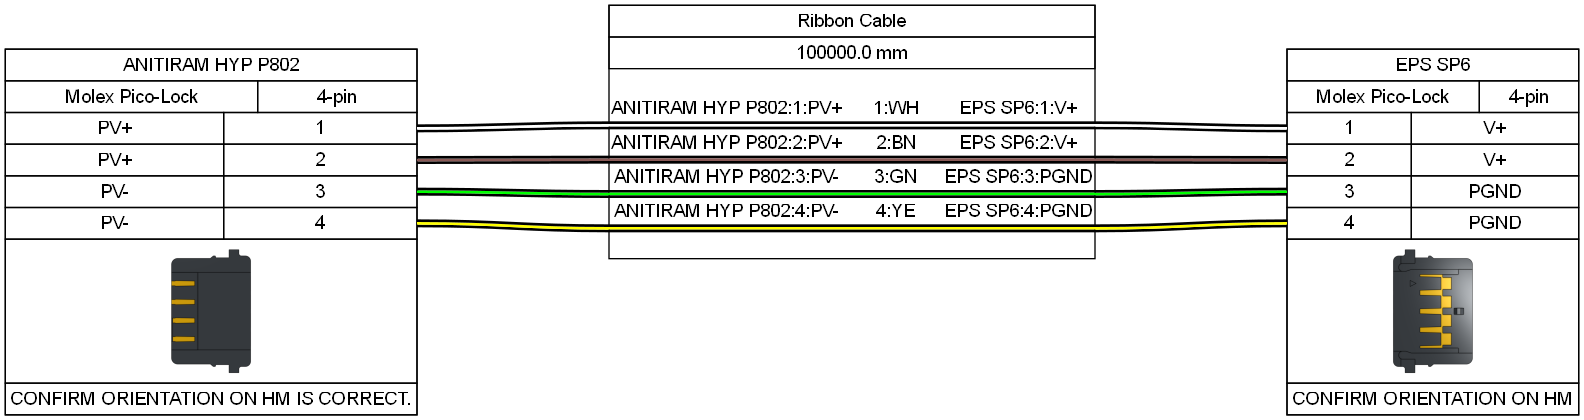 Ribbon Cable
100000.0 mm
ANITIRAM HYP P802
Molex Pico-Lock 4-pin
PV+ 1
PV+ 2
PV- 3
PV- 4
CONFIRM ORIENTATION ON HM IS CORRECT.
ANITIRAM HYP P802:1:PV+ 1:WH EPS SP6:1:V+
ANITIRAM HYP P802:2:PV+ 2:BN EPS SP6:2:V+
ANITIRAM HYP P802:3:PV- 3:GN EPS SP6:3:PGND
ANITIRAM HYP P802:4:PV- 4:YE EPS SP6:4:PGND
EPS SP6
Molex Pico-Lock 4-pin
1 V+
2 V+
3 PGND
4 PGND
CONFIRM ORIENTATION ON HM